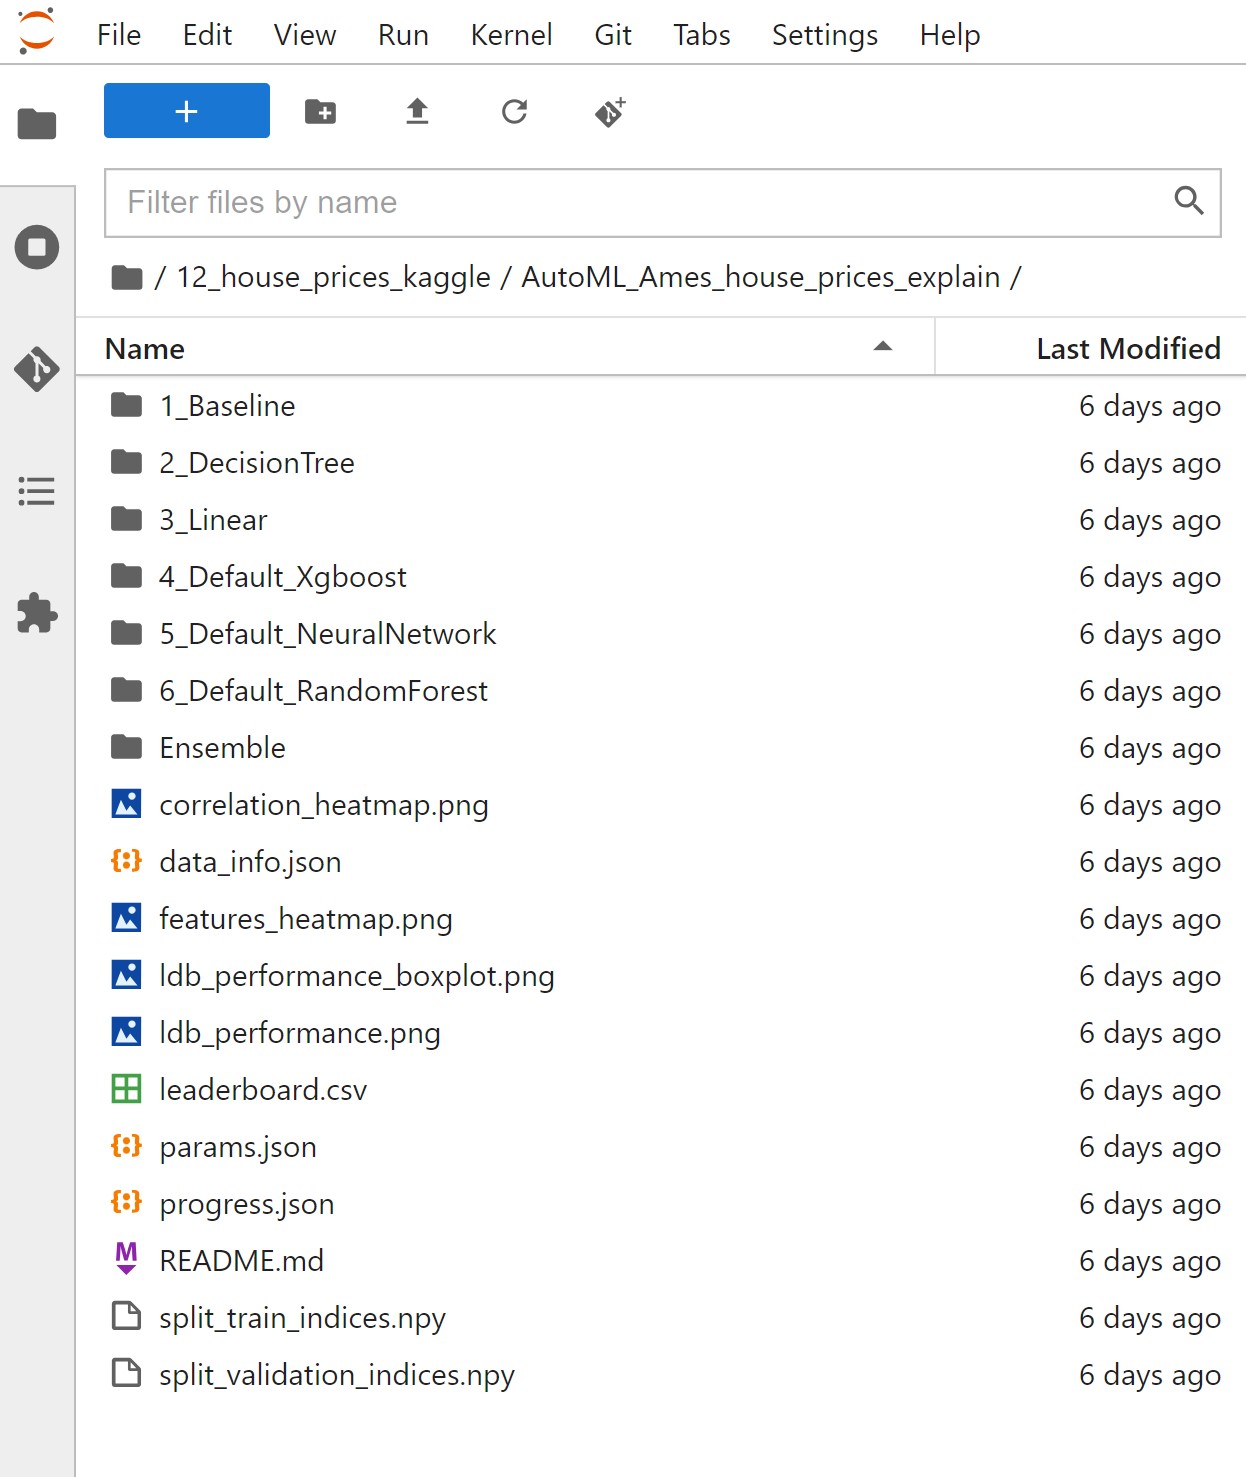 File Edit View Run Kernel Git Tabs Settings Help
+
Filter files by name
/ 12_house_prices_kaggle / AutoML_Ames_house_prices_explain /
Name Last Modified
1_Baseline 6 days ago
2_DecisionTree 6 days ago
3_Linear 6 days ago
4_Default_Xgboost 6 days ago
5_Default_NeuralNetwork 6 days ago
6_Default_RandomForest 6 days ago
Ensemble 6 days ago
correlation_heatmap.png 6 days ago
data_info.json 6 days ago
features_heatmap.png 6 days ago
ldb_performance_boxplot.png 6 days ago
ldb_performance.png 6 days ago
leaderboard.csv 6 days ago
params.json 6 days ago
progress.json 6 days ago
README.md 6 days ago
split_train_indices.npy 6 days ago
split_validation_indices.npy 6 days ago